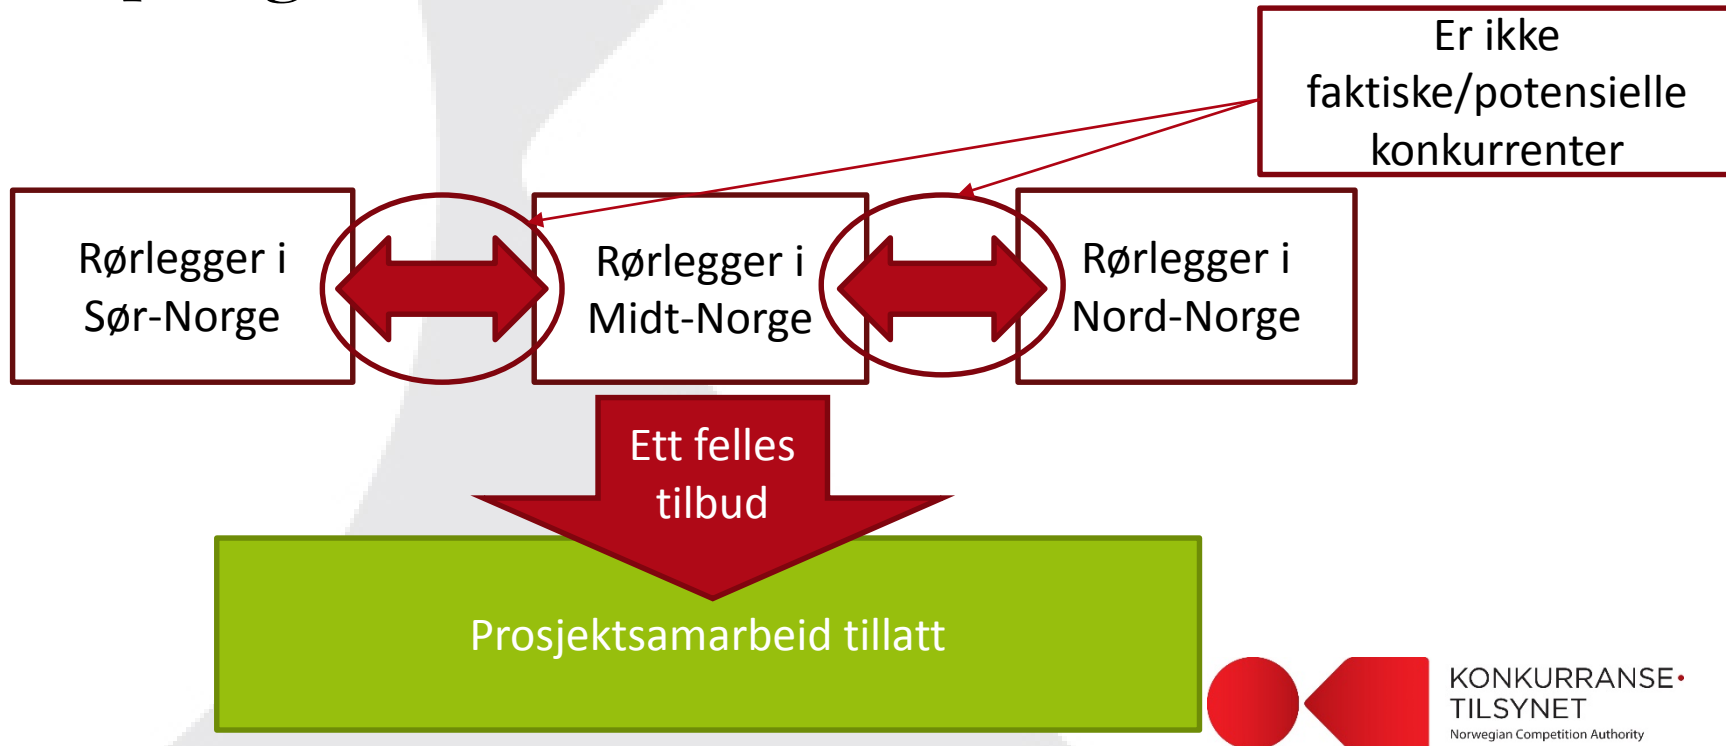 Er ikke
faktiske/potensielle
konkurrenter
Rørlegger i
Sør-Norge
Rørlegger i
Midt-Norge
Rørlegger i
Nord-Norge
Ett felles
tilbud
Prosjektsamarbeid tillatt
KONKURRANSE•
TILSYNET
Norwegian Competition Authority